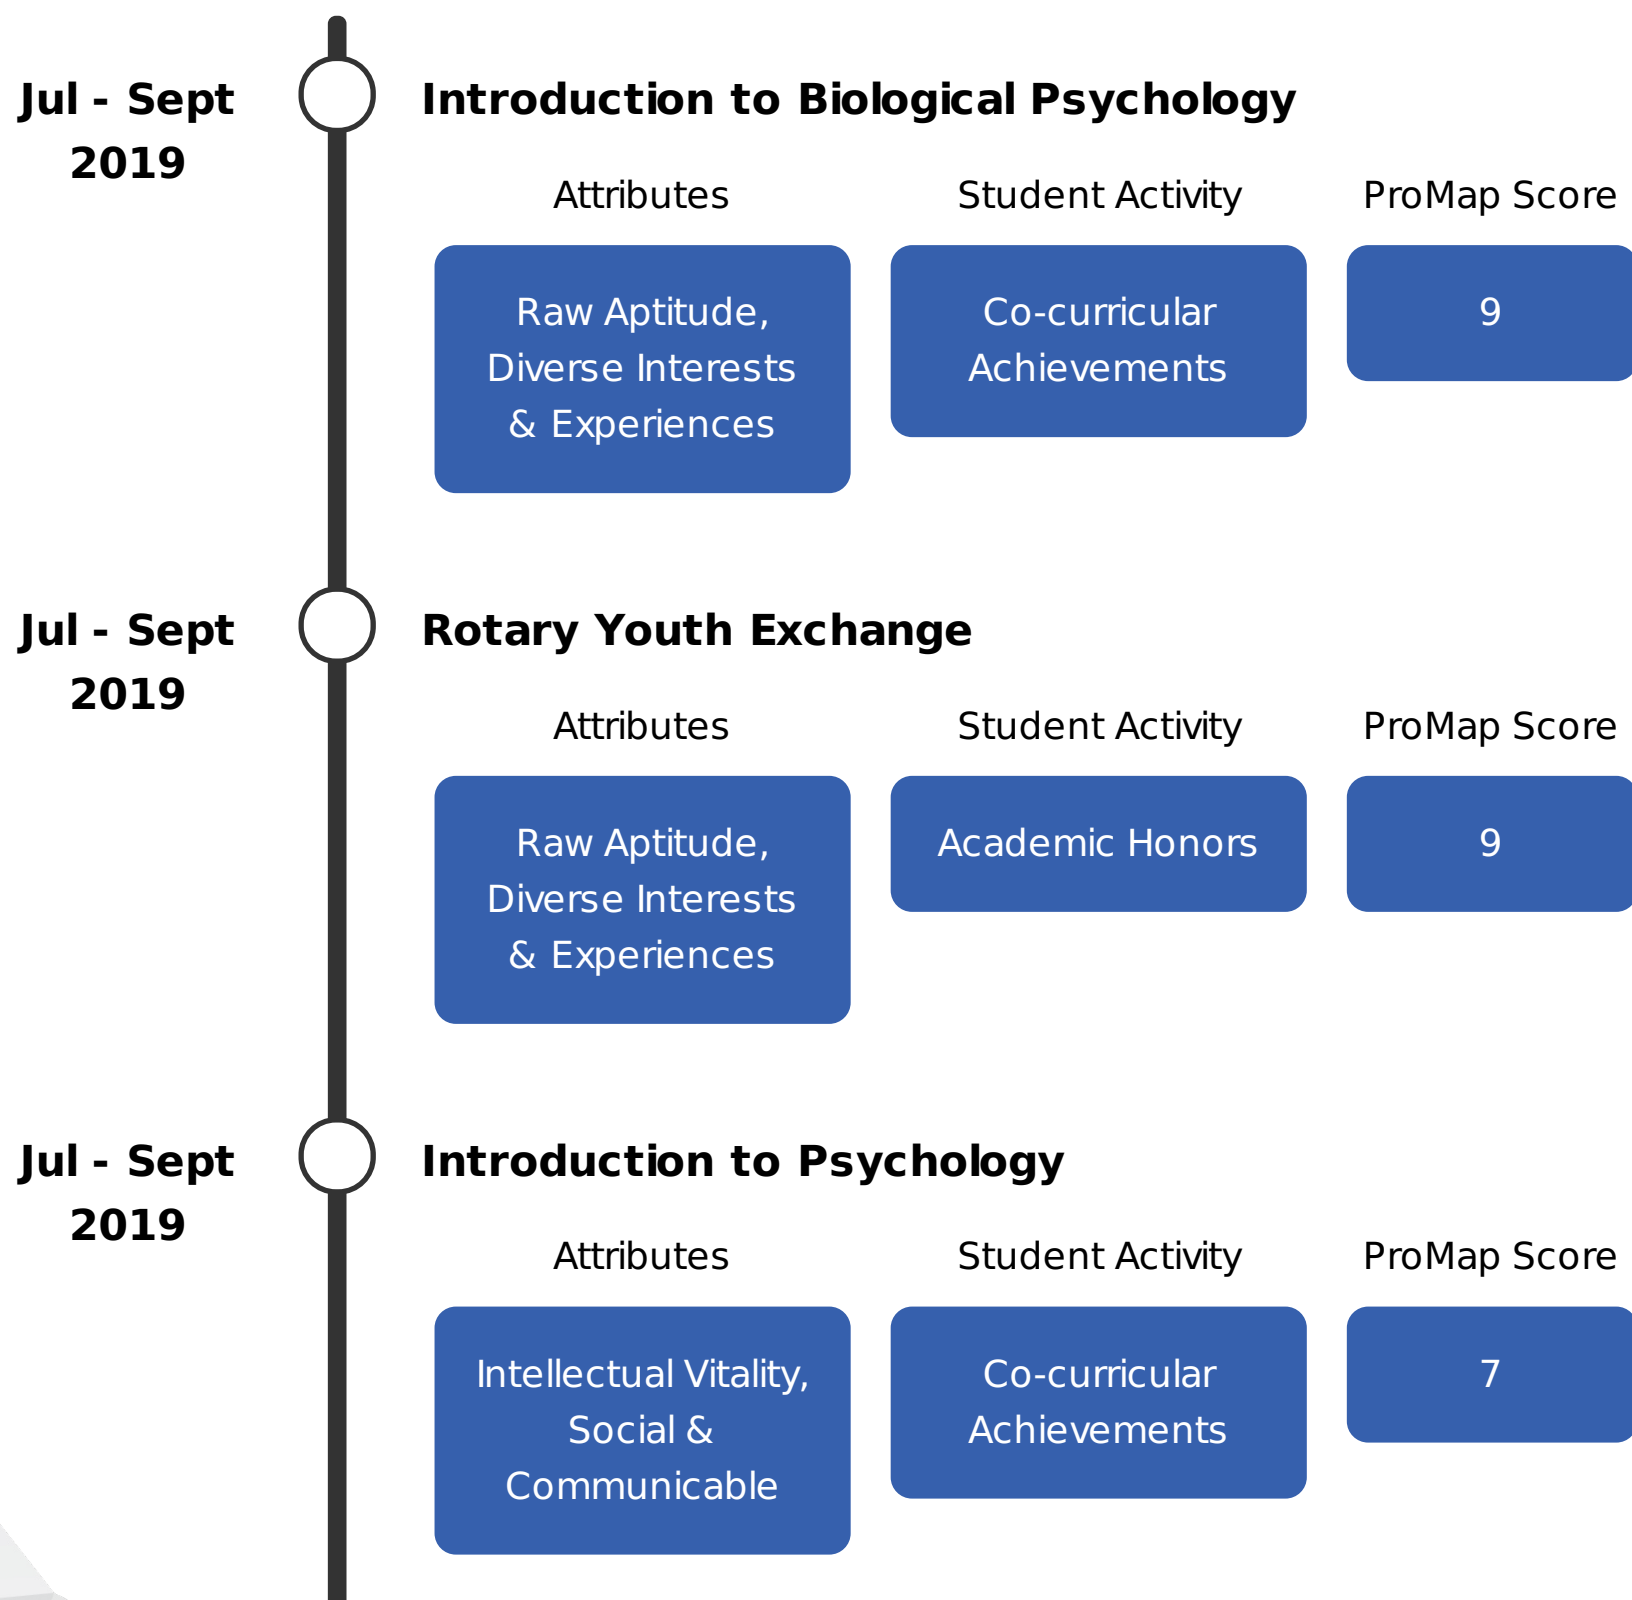 Jul - Sept
2019
Introduction to Biological Psychology
Attributes
Student Activity
ProMap Score
Raw Aptitude,
Diverse Interests
& Experiences
Co-curricular
Achievements
9
Jul - Sept
2019
Rotary Youth Exchange
Attributes
Student Activity
ProMap Score
Raw Aptitude,
Diverse Interests
& Experiences
Academic Honors
9
Jul - Sept
2019
Introduction to Psychology
Attributes
Student Activity
ProMap Score
Intellectual Vitality,
Social &
Communicable
Co-curricular
Achievements
7